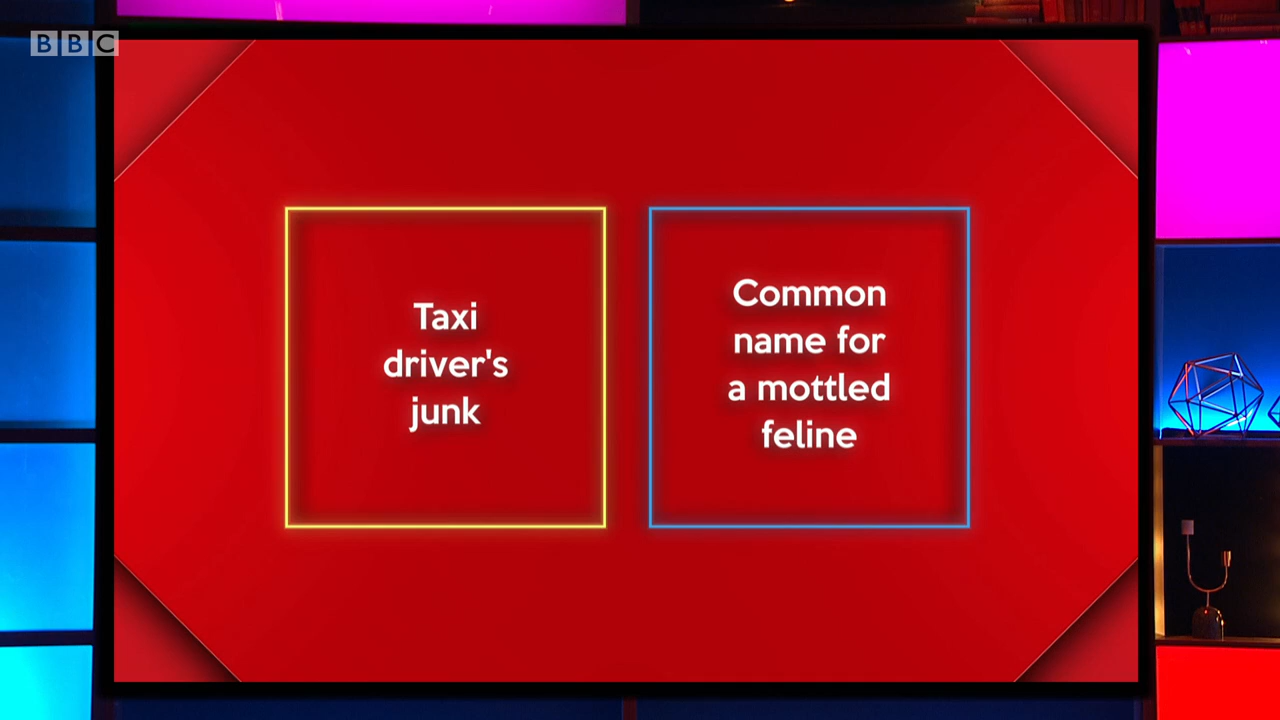 BBC
Taxi
driver's
junk
Common
name for
a mottled
feline